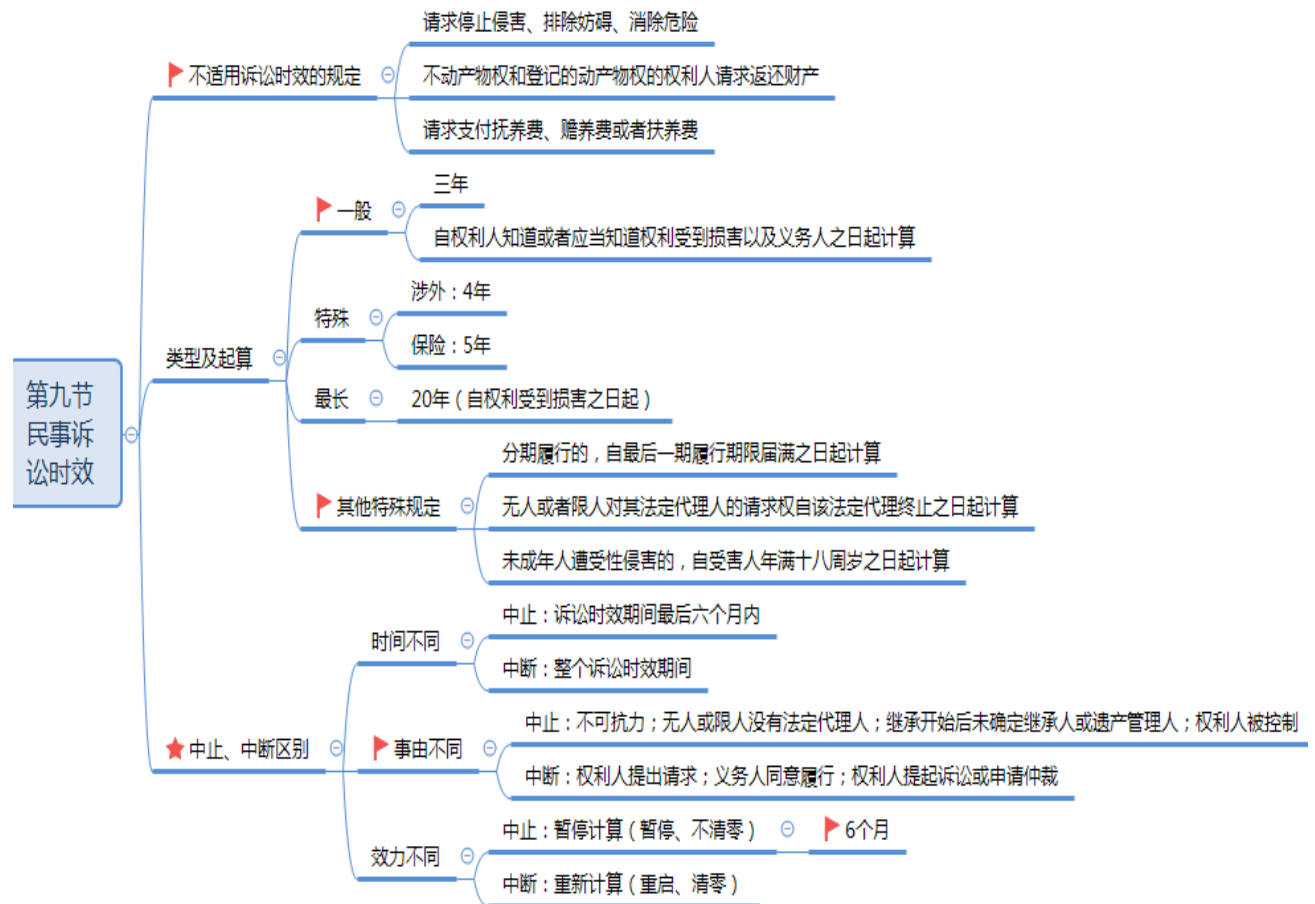 第九节
民事诉
讼时效
不适用诉讼时效的规定
请求停止侵害、排除妨碍、消除危险
不动产物权和登记的动产物权的权利人请求返还财产
请求支付抚养费、赡养费或者扶养费
类型及起算
一般
三年
自权利人知道或者应当知道权利受到损害以及义务人之日起计算
特殊
涉外：4年
保险：5年
最长
20年（自权利受到损害之日起）
其他特殊规定
分期履行的，自最后一期履行期限届满之日起计算
无人或者限人对其法定代理人的请求权自该法定代理终止之日起计算
未成年人遭受性侵害的，自受害人年满十八周岁之日起计算
中止、中断区别
时间不同
中止：诉讼时效期间最后六个月内
中断：整个诉讼时效期间
事由不同
中止：不可抗力；无人或限人没有法定代理人；继承开始后未确定继承人或遗产管理人；权利人被控制
中断：权利人提出请求；义务人同意履行；权利人提起诉讼或申请仲裁
效力不同
中止：暂停计算（暂停、不清零）
6个月
中断：重新计算（重启、清零）